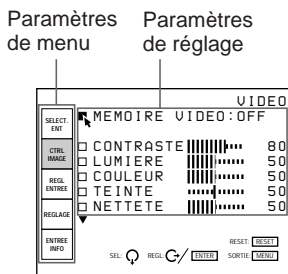 Paramètres de menu
Paramètres de réglage
VIDEO
SELECT. ENT
CTRL IMAGE
REGL ENTREE
REGLAGE
ENTREE INFO
MEMOIRE VIDEO:OFF
CONTRASTE 80
LUMIERE 50
COULEUR 50
TEINTE 50
NETTETE 50
RESET: RESET
SEL: REGL: / ENTER SORTIE: MENU